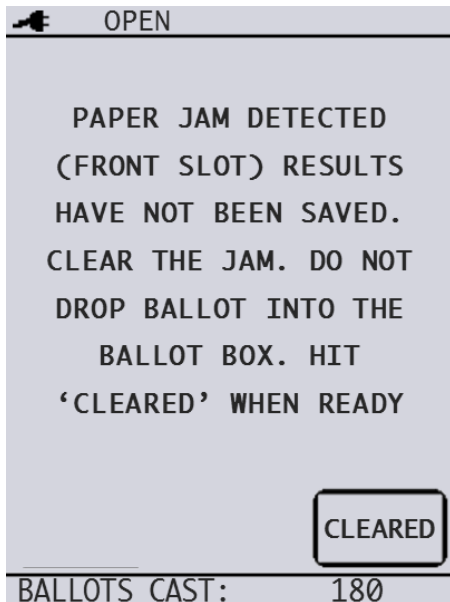 OPEN
PAPER JAM DETECTED
(FRONT SLOT) RESULTS
HAVE NOT BEEN SAVED.
CLEAR THE JAM. DO NOT
DROP BALLOT INTO THE
BALLOT BOX. HIT
‘CLEARED’ WHEN READY
CLEARED
BALLOTS CAST: 180